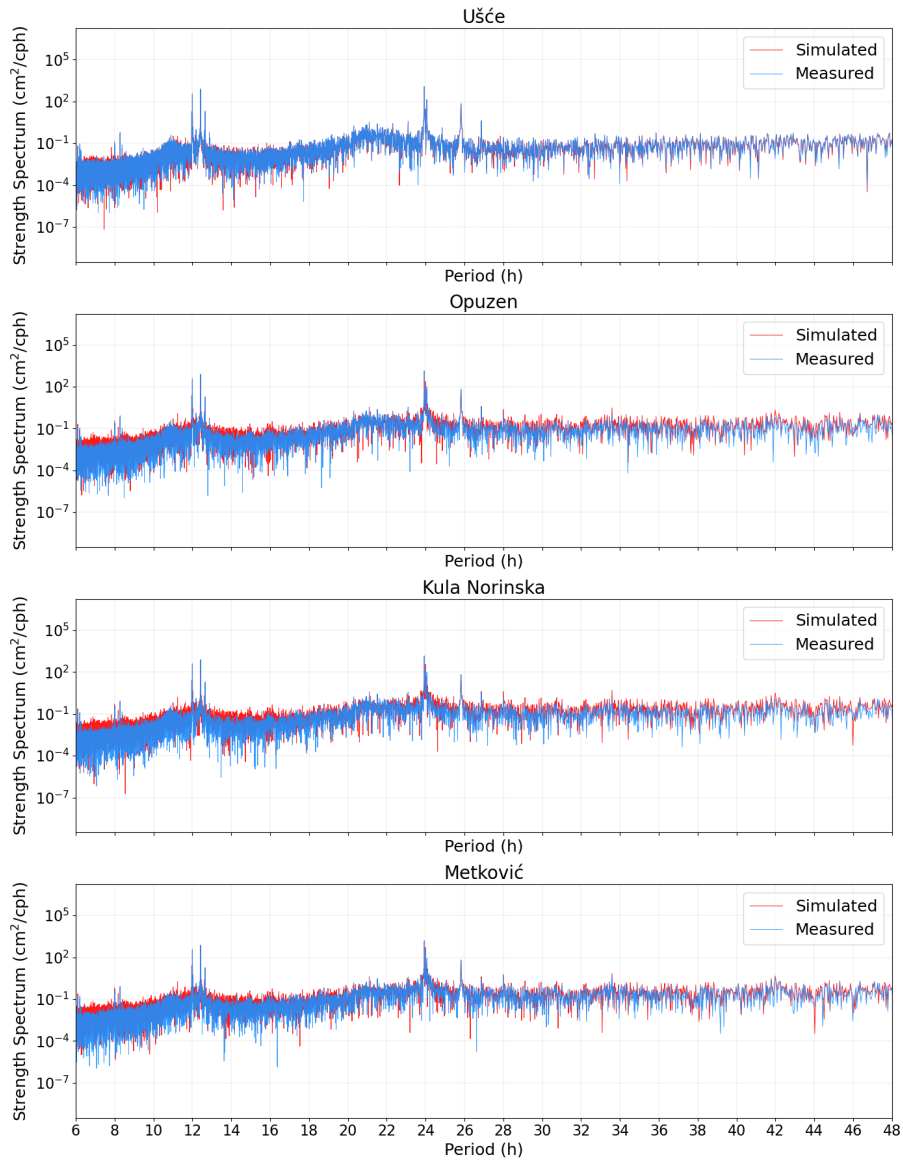 Ušće
Strength Spectrum (cm²/cph)
10⁵
10²
10⁻¹
10⁻⁴
10⁻⁷
Simulated
Measured
Period (h)
Opuzen
Strength Spectrum (cm²/cph)
10⁵
10²
10⁻¹
10⁻⁴
10⁻⁷
Simulated
Measured
Period (h)
Kula Norinska
Strength Spectrum (cm²/cph)
10⁵
10²
10⁻¹
10⁻⁴
10⁻⁷
Simulated
Measured
Period (h)
Metković
Strength Spectrum (cm²/cph)
10⁵
10²
10⁻¹
10⁻⁴
10⁻⁷
Simulated
Measured
6 8 10 12 14 16 18 20 22 24 26 28 30 32 34 36 38 40 42 44 46 48
Period (h)